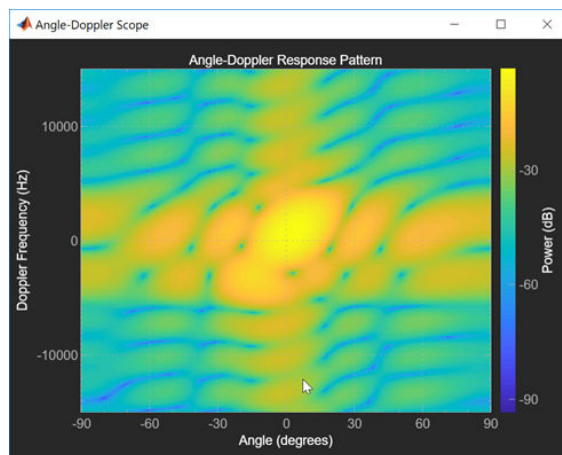 Angle-Doppler Scope
Angle-Doppler Response Pattern
10000
0
-10000
Doppler Frequency (Hz)
-90
-60
-30
0
30
60
90
Angle (degrees)
-30
-60
-90
Power (dB)